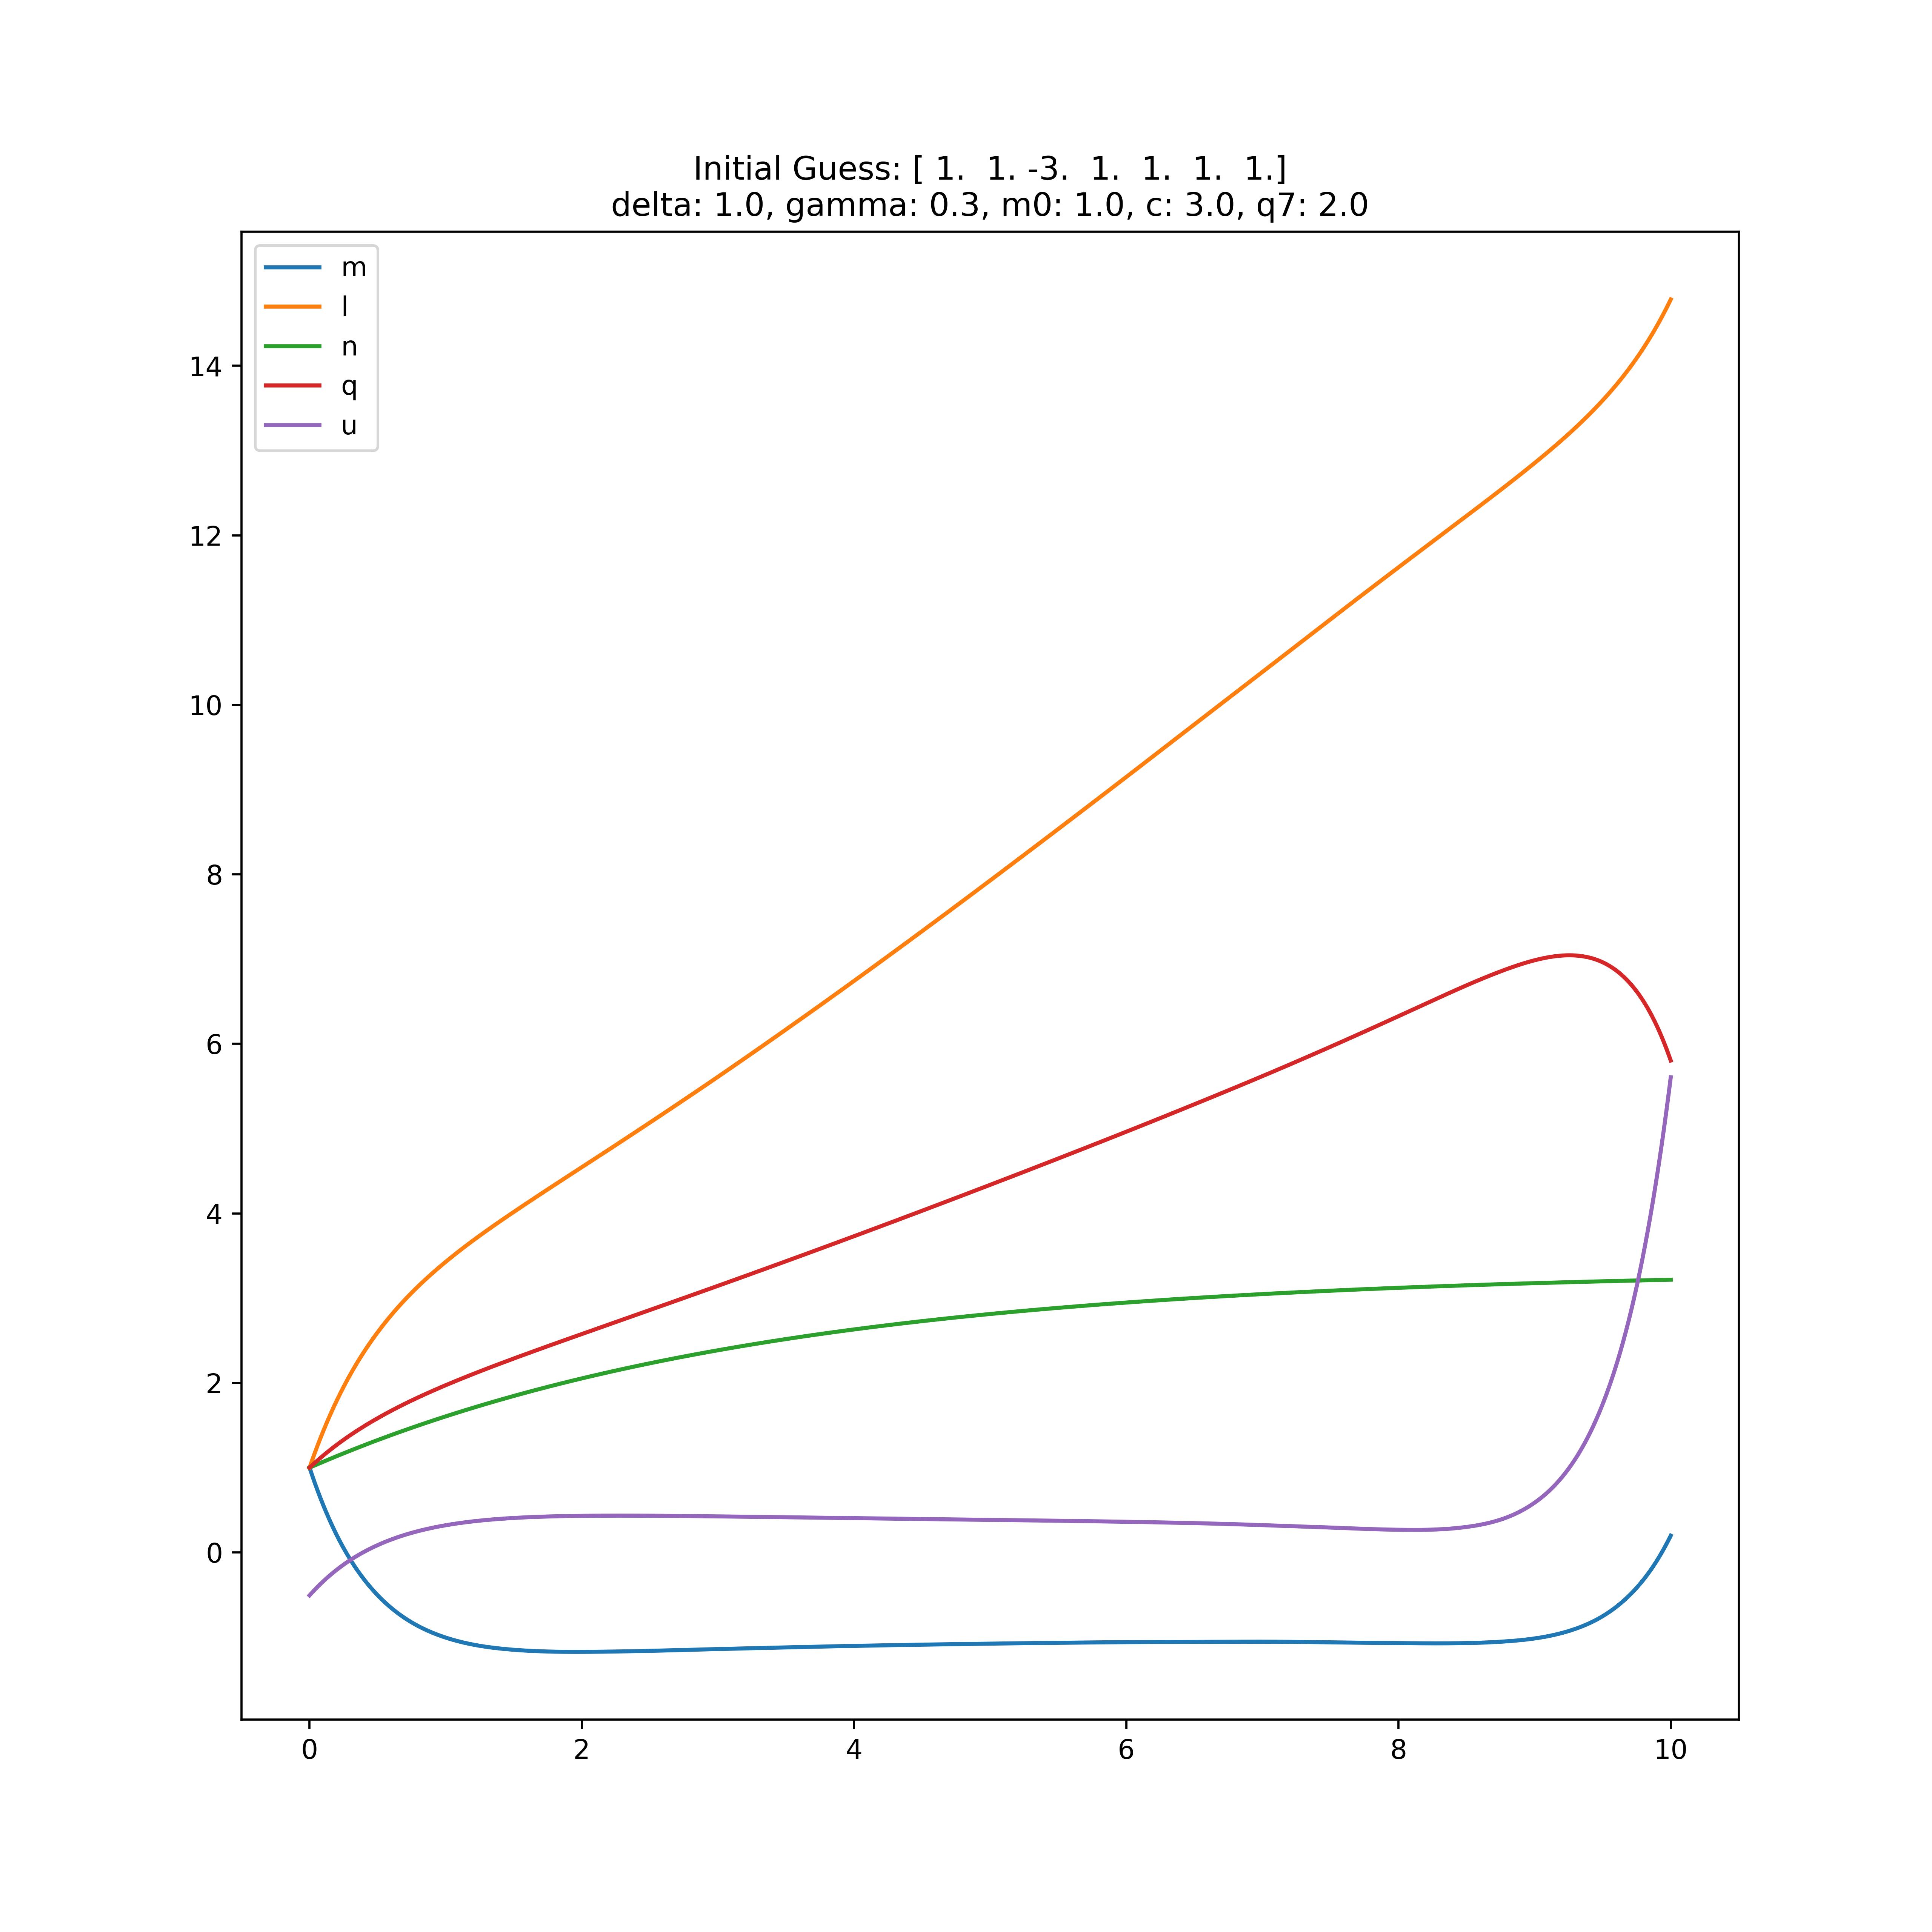 Initial Guess: [ 1.  1. -3.  1.  1.  1.  1.]
delta: 1.0, gamma: 0.3, m0: 1.0, c: 3.0, q7: 2.0
m
l
n
q
u
14
12
10
8
6
4
2
0
0 2 4 6 8 10